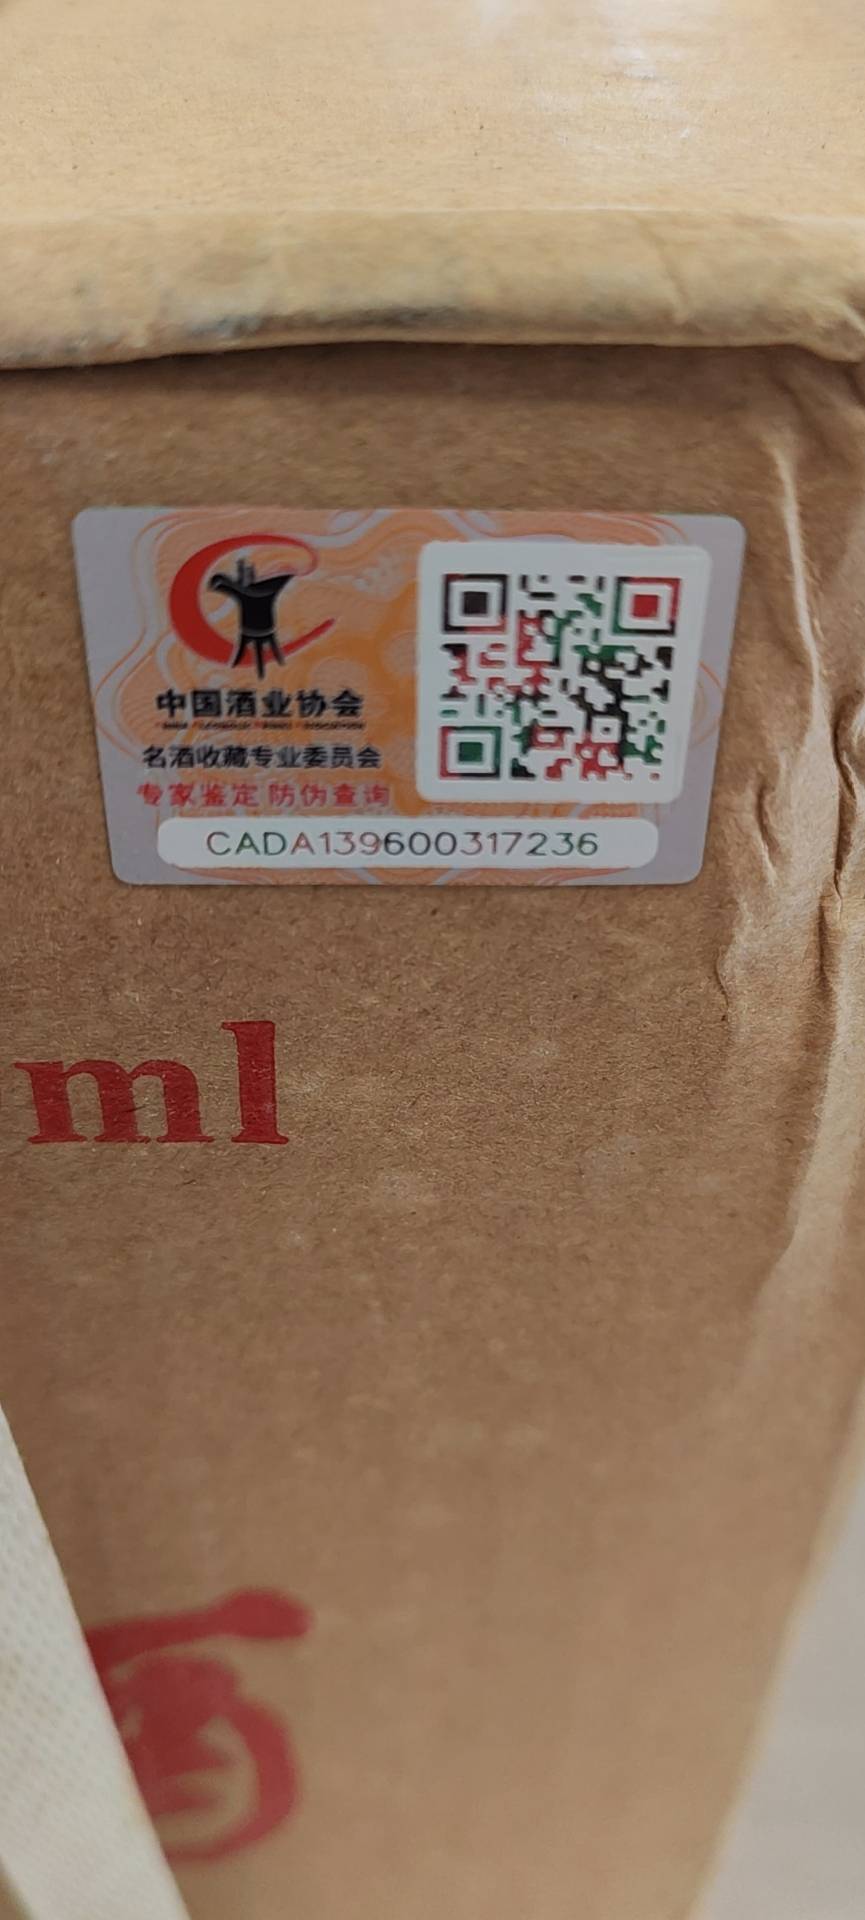 中国酒业协会
名酒收藏专业委员会
专家鉴定 防伪查询
CADA139600317236
ml
酒